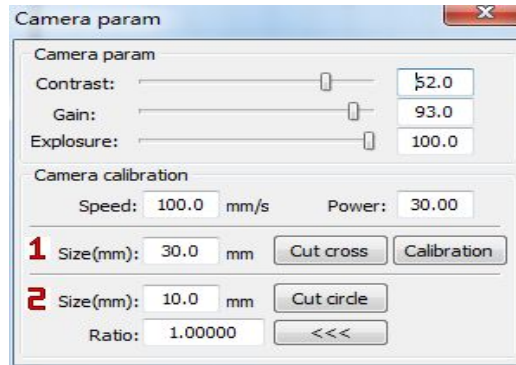 Camera param
Camera param
Contrast: 52.0
Gain: 93.0
Explosure: 100.0
Camera calibration
Speed: 100.0 mm/s Power: 30.00
1 Size(mm): 30.0 mm Cut cross Calibration
2 Size(mm): 10.0 mm Cut circle
Ratio: 1.00000 <<<